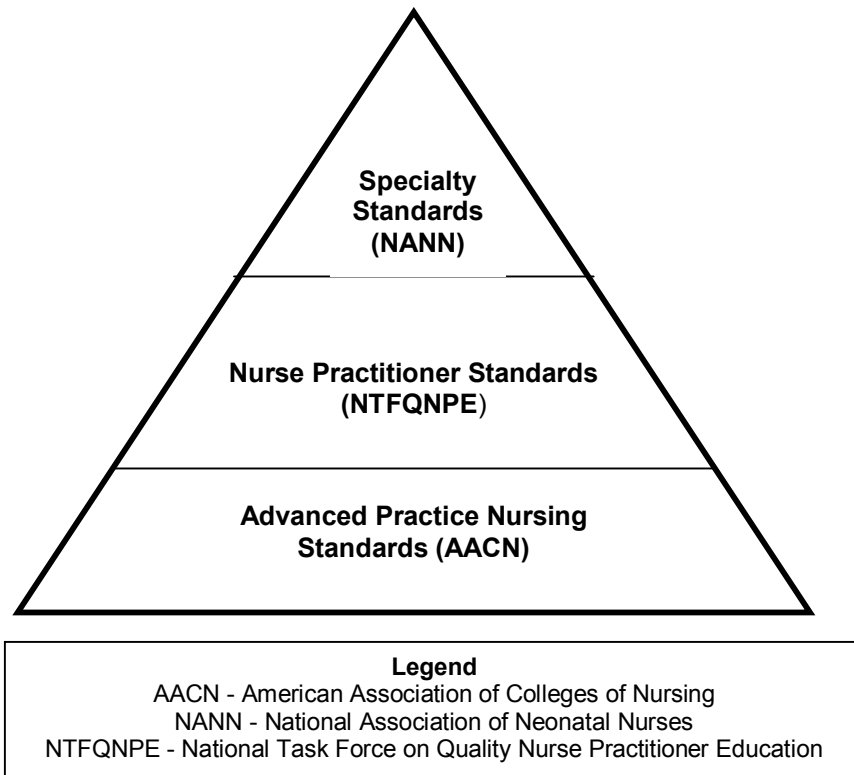 Specialty
Standards
(NANN)
Nurse Practitioner Standards
(NTFQNPE)
Advanced Practice Nursing
Standards (AACN)
Legend
AACN - American Association of Colleges of Nursing
NANN - National Association of Neonatal Nurses
NTFQNPE - National Task Force on Quality Nurse Practitioner Education